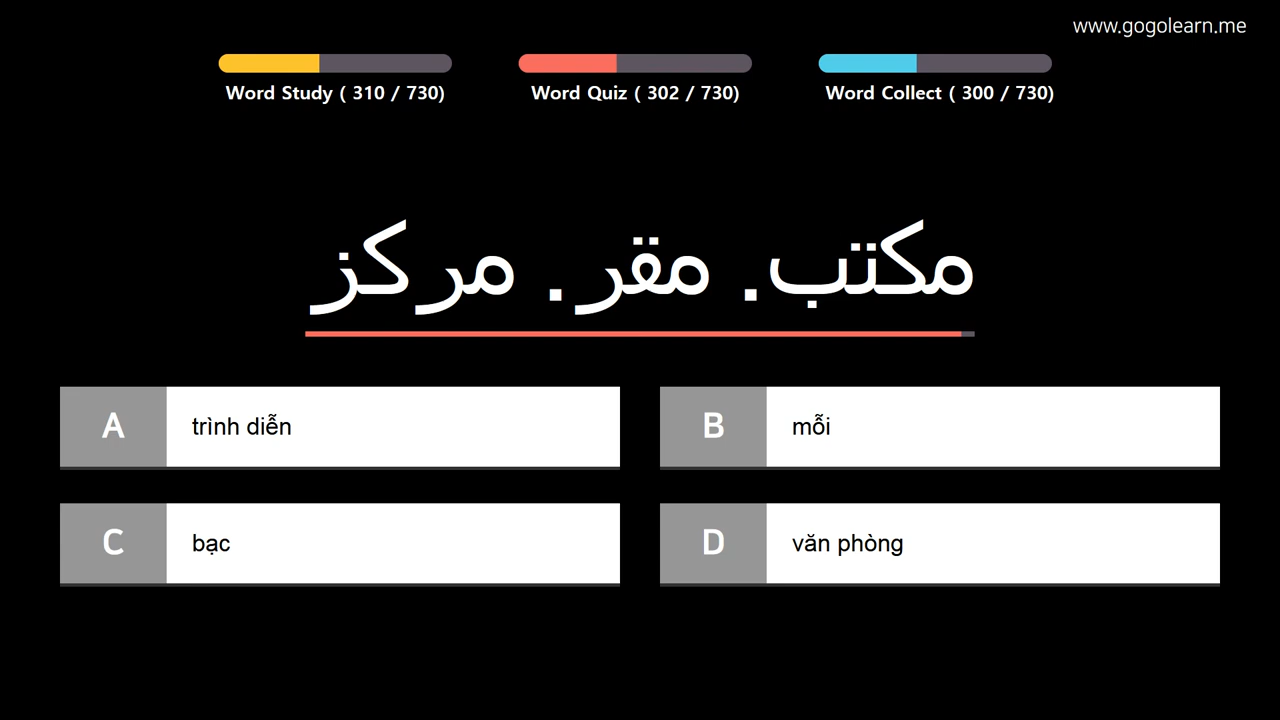 www.gogolearn.me
Word Study ( 310 / 730)
Word Quiz ( 302 / 730)
Word Collect ( 300 / 730)
مكتب. مقر. مركز
A
trình diễn
B
mỗi
C
bạc
D
văn phòng